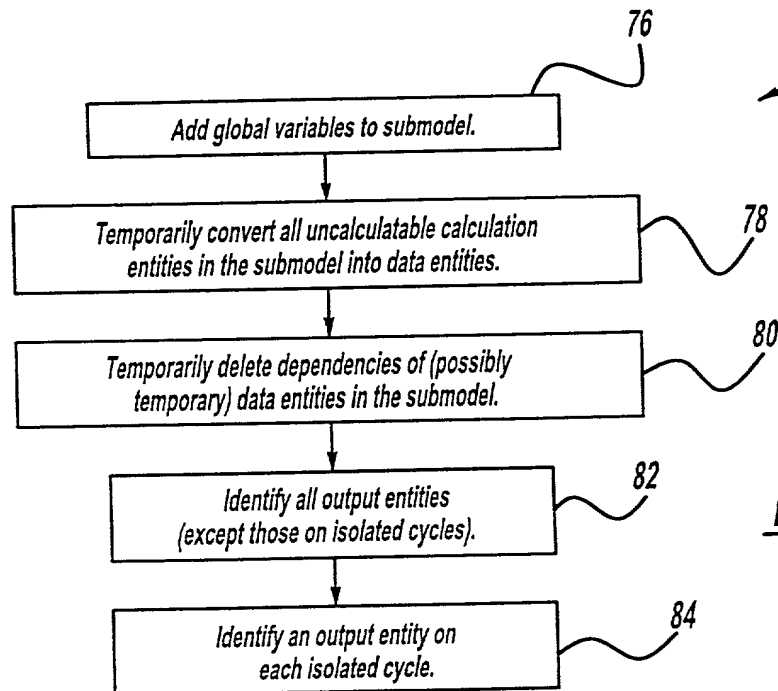 76
Add global variables to submodel.
78
Temporarily convert all uncalculatable calculation
entities in the submodel into data entities.
80
Temporarily delete dependencies of (possibly
temporary) data entities in the submodel.
82
Identify all output entities
(except those on isolated cycles).
84
Identify an output entity on
each isolated cycle.